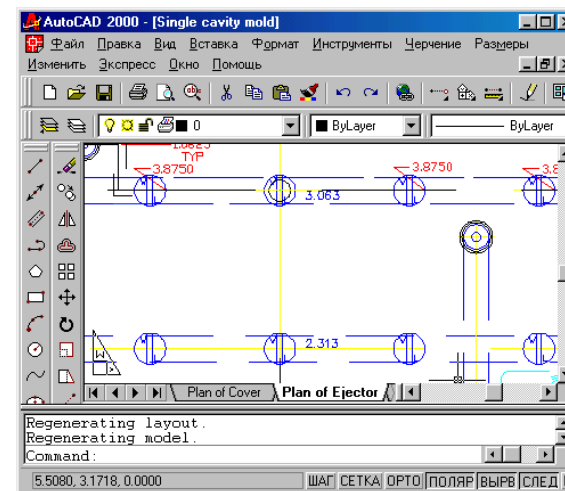 AutoCAD 2000 - [Single cavity mold]
Файл Правка Вид Вставка Формат Инструменты Черчение Размеры
Изменить Экспресс Окно Помощь
0 ByLayer ByLayer
TYP
3.8750 3.8750 3.8
3.063
2.313
W
X
Plan of Cover Plan of Ejector
Regenerating layout.
Regenerating model.
Command:
5.5080, 3.1718, 0.0000 ШАГ СЕТКА ОРТО ПОЛЯР ВЫРВ СЛЕД